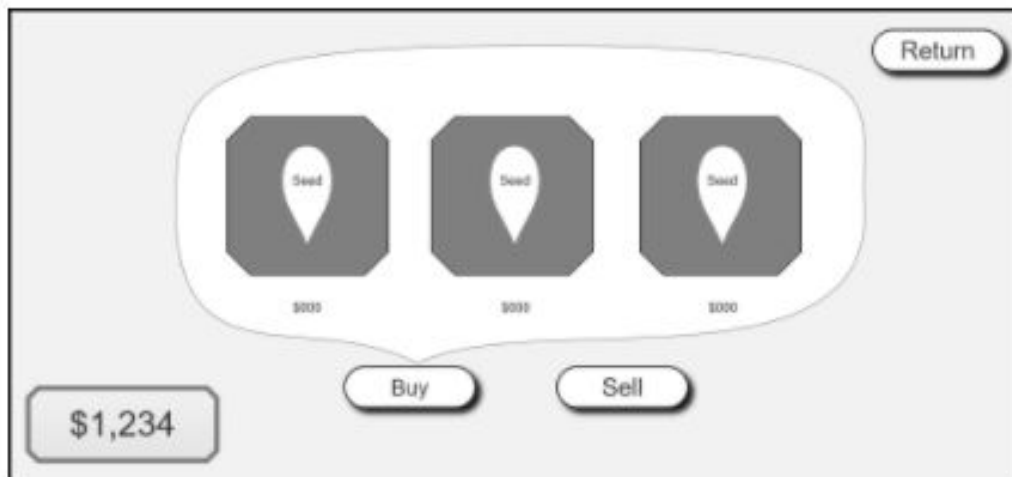 Return
Seed Seed Seed
$000 $000 $000
Buy Sell
$1,234